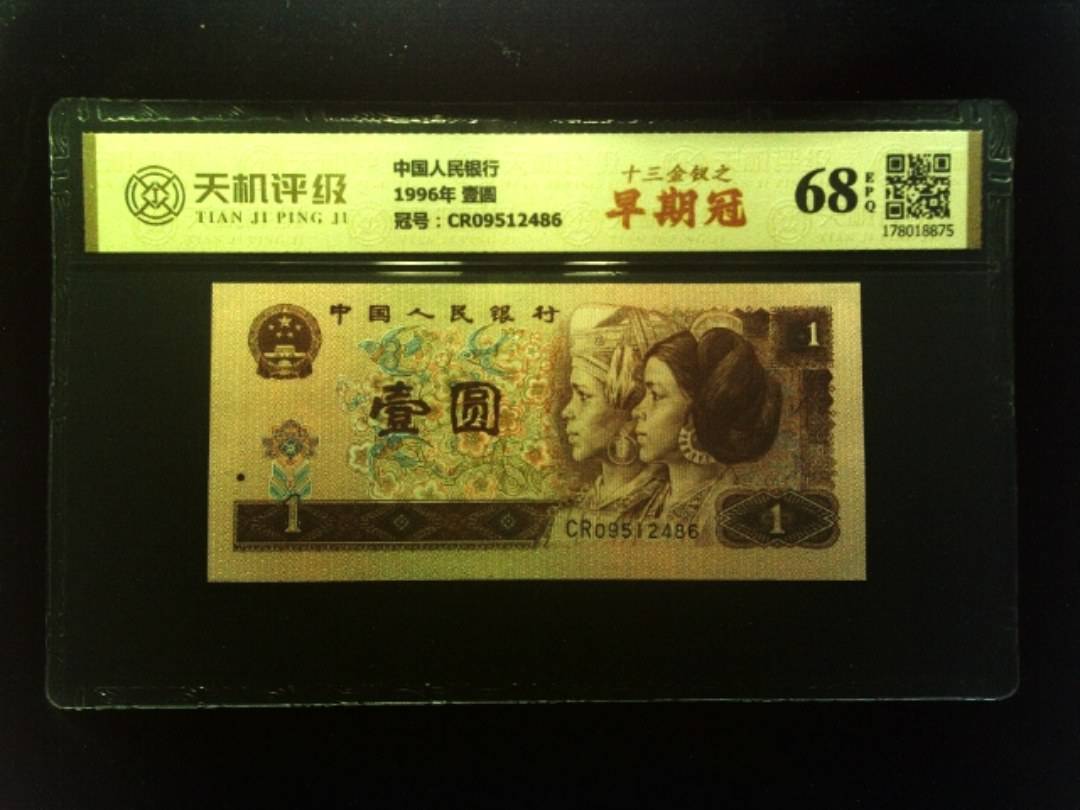 天机评级
TIAN JI PING JI
中国人民银行
1996年 壹圆
冠号：CR09512486
十三金钗之
早期冠
68
EPQ
178018875
中国人民银行
1
壹圆
1
CR09512486
1